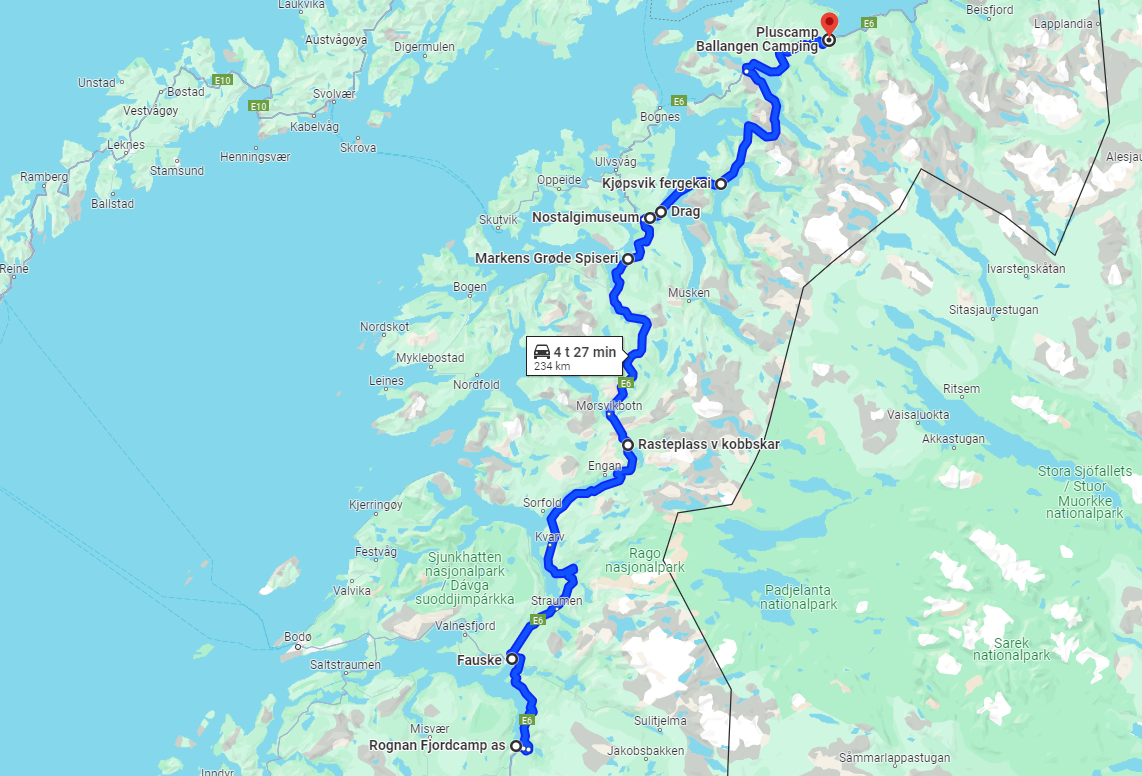 Laukvika
Beisfjord
Lapplandia
Pluscamp
Ballangen Camping
E6
Austvågøya
Digermulen
Unstad
E10
Bøstad
Svolvær
Vestvågøy
E10
Kabelvåg
E6
Bognes
Leknes
Henningsvær
Skrova
Stamsund
Ramberg
Ballstad
Ulvsvåg
Oppeide
Kjøpsvik fergekai
Alesjau
Skutvik
Nostalgimuseum
Drag
Markens Grøde Spiseri
Reine
Bogen
Musken
Ivarstenskåtan
Sitasjaurestugan
Nordskot
Myklebostad
4 t 27 min
234 km
Leines
Nordfold
E6
Ritsem
Mørsvikbotn
Vaisaluokta
Akkastugan
Rasteplass v kobbskar
Engan
Stora Sjöfallets
/ Stuor
Muorkke
nationalpark
Kjerringøy
Sørfold
Kvarv
Festvåg
Sjunkhatten
nasjonalpark
/ Dávga
suoddjimpárkka
Rago
nasjonalpark
Valvika
Padjelanta
nationalpark
Straumen
E6
Valnesfjord
Bodø
Saltstraumen
Fauske
Sarek
nationalpark
E6
Misvær
Sulitjelma
Rognan Fjordcamp as
Jakobsbakken
Sàmmarlappastugan
Inndyr